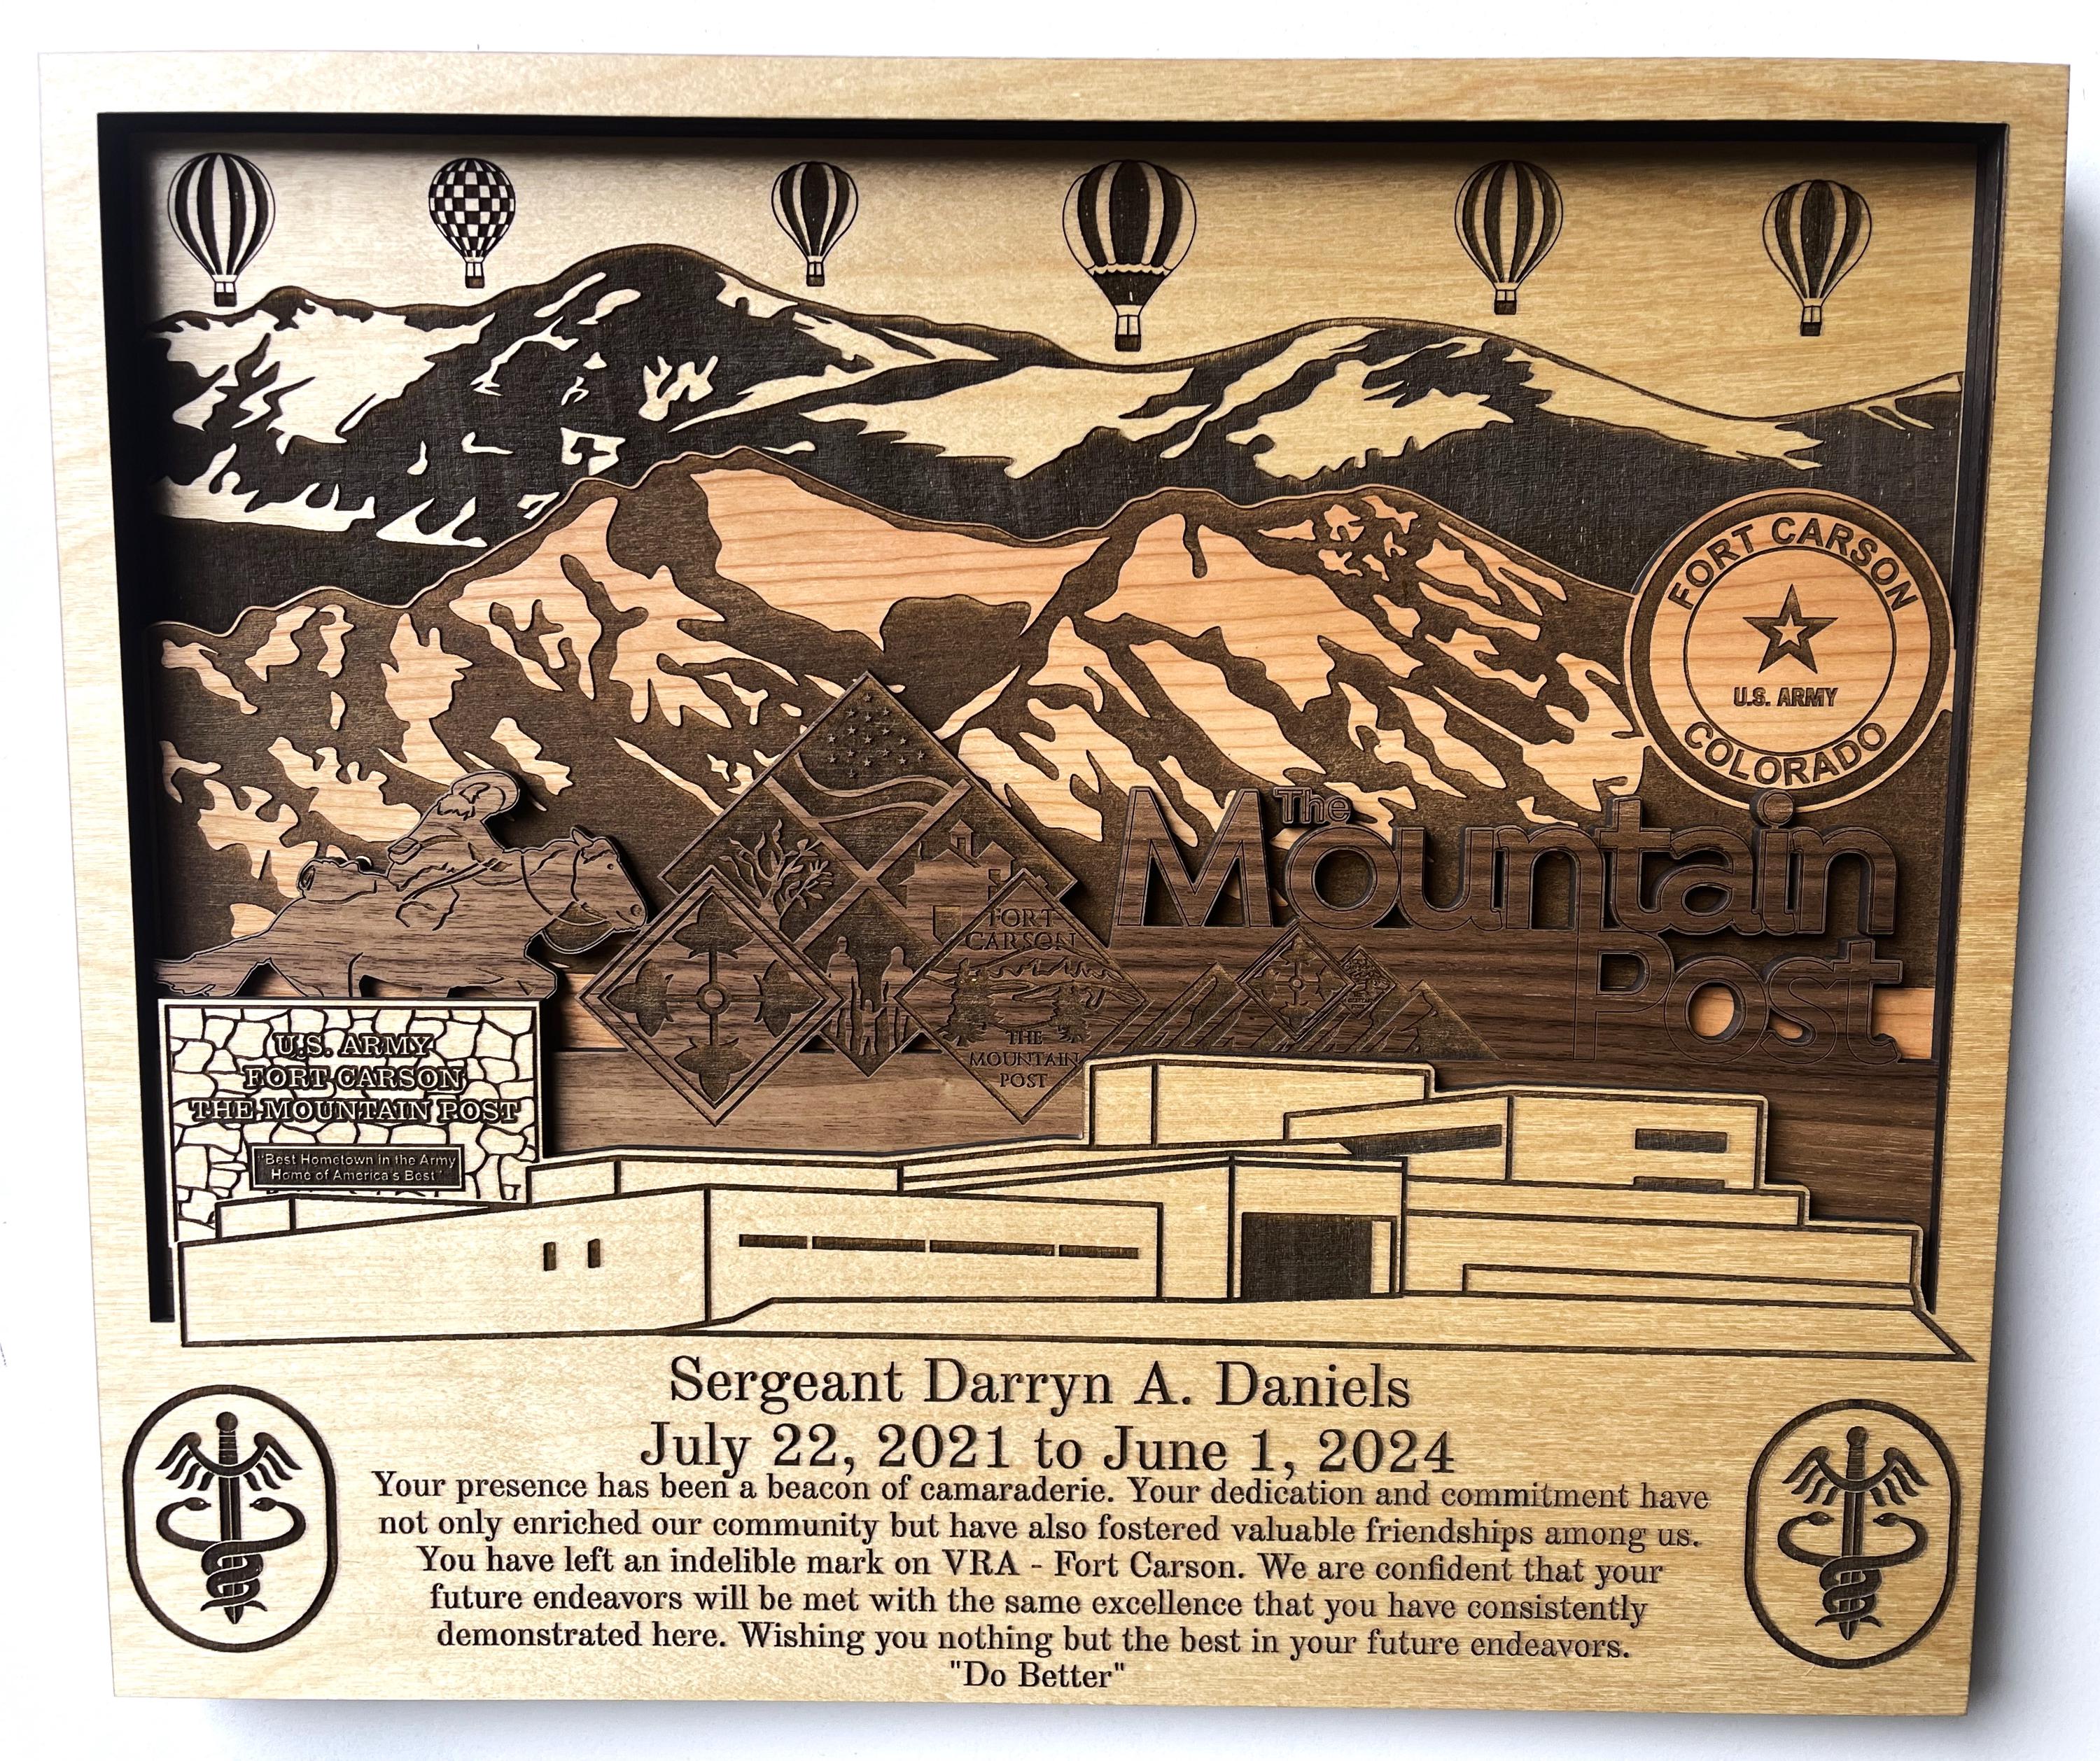 FORT CARSON
U.S. ARMY
COLORADO
The
Mountain
Post
FORT
CARSON
THE
MOUNTAIN
POST
U.S. ARMY
FORT CARSON
THE MOUNTAIN POST
"Best Hometown in the Army
Home of America's Best"
Sergeant Darryn A. Daniels
July 22, 2021 to June 1, 2024
Your presence has been a beacon of camaraderie. Your dedication and commitment have
not only enriched our community but have also fostered valuable friendships among us.
You have left an indelible mark on VRA - Fort Carson. We are confident that your
future endeavors will be met with the same excellence that you have consistently
demonstrated here. Wishing you nothing but the best in your future endeavors.
"Do Better"